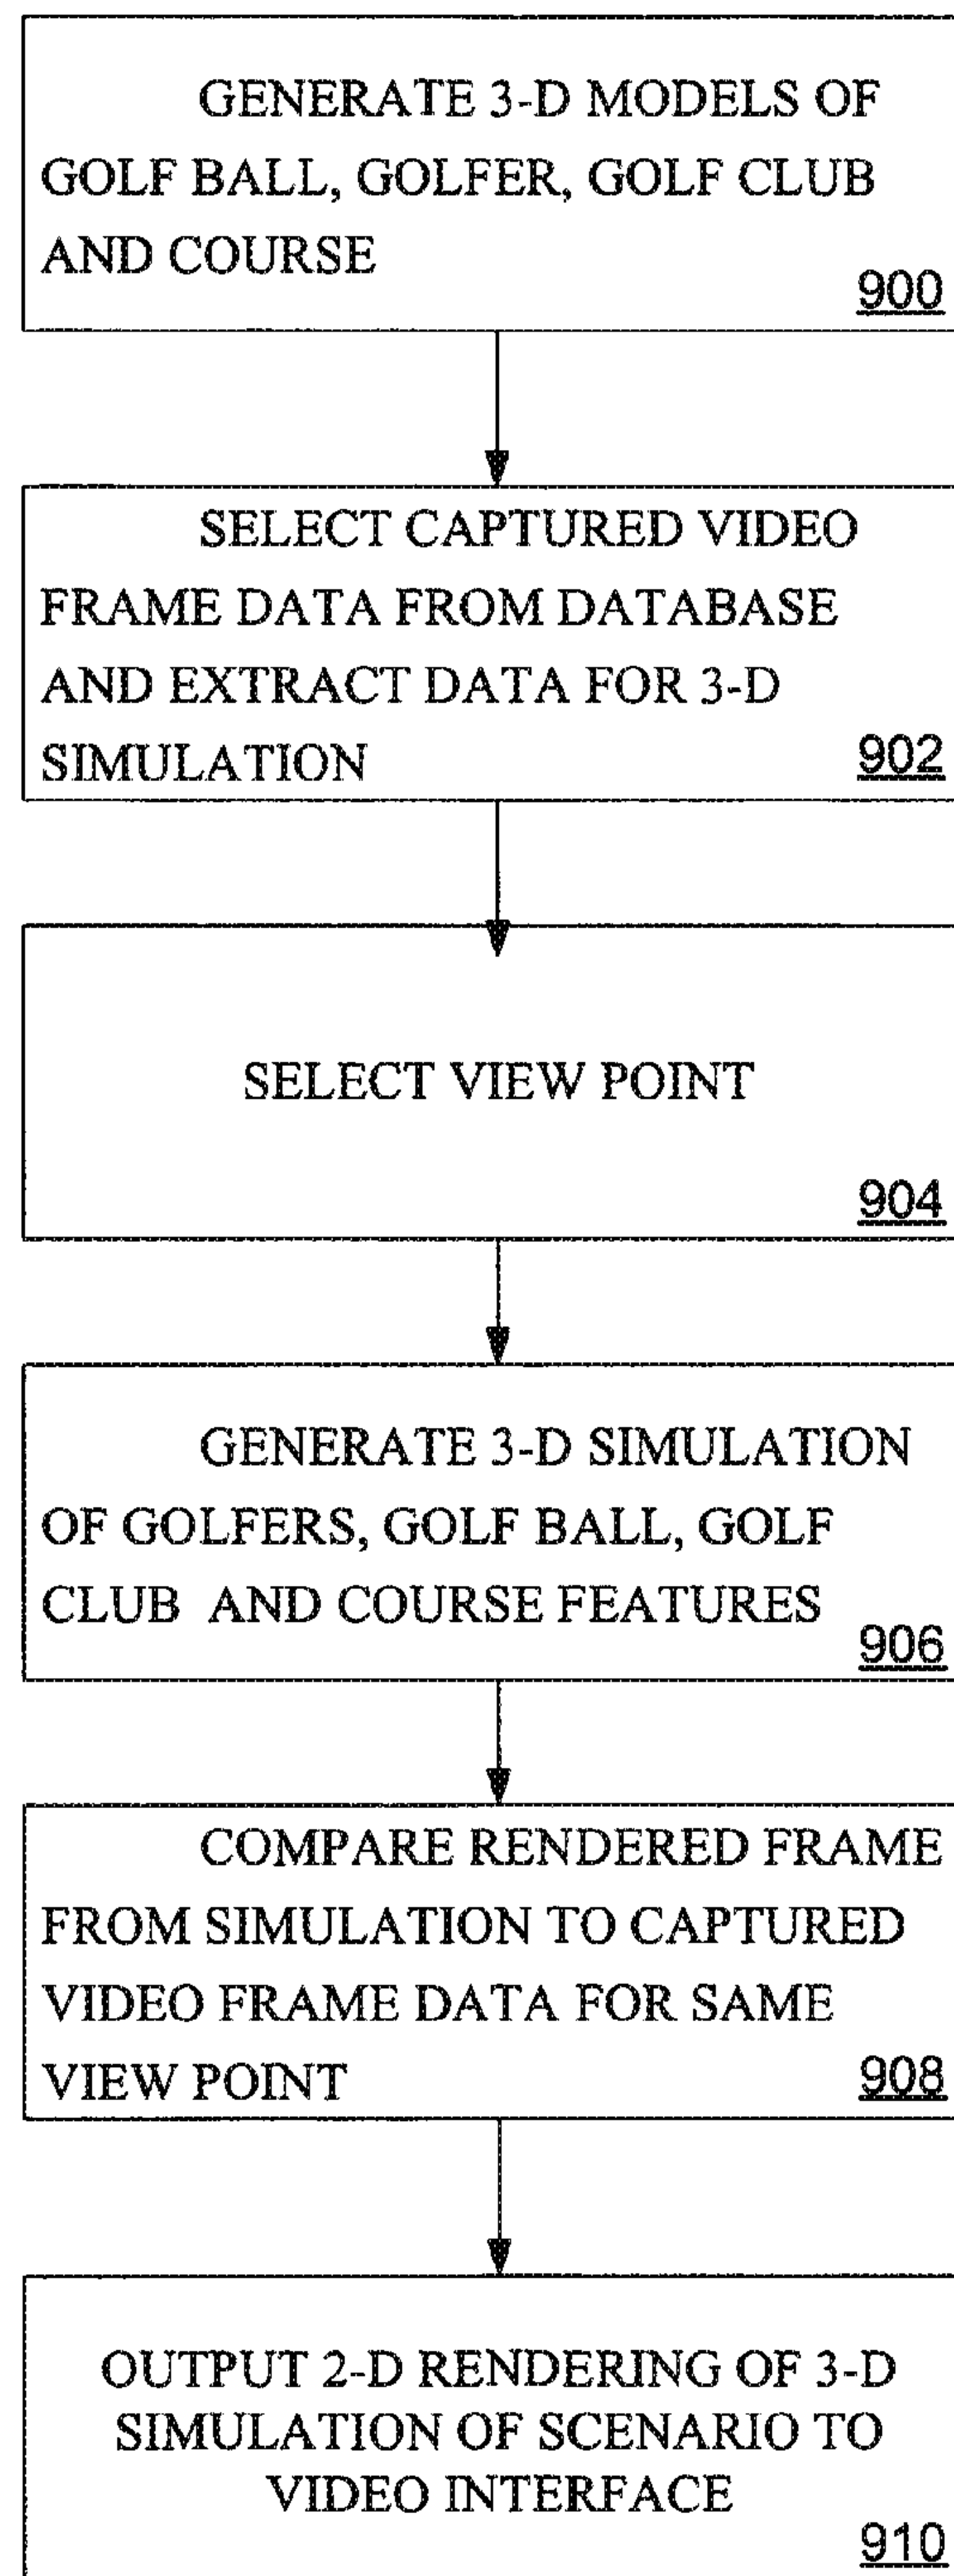 GENERATE 3-D MODELS OF
GOLF BALL, GOLFER, GOLF CLUB
AND COURSE
900
SELECT CAPTURED VIDEO
FRAME DATA FROM DATABASE
AND EXTRACT DATA FOR 3-D
SIMULATION
902
SELECT VIEW POINT
904
GENERATE 3-D SIMULATION
OF GOLFERS, GOLF BALL, GOLF
CLUB AND COURSE FEATURES
906
COMPARE RENDERED FRAME
FROM SIMULATION TO CAPTURED
VIDEO FRAME DATA FOR SAME
VIEW POINT
908
OUTPUT 2-D RENDERING OF 3-D
SIMULATION OF SCENARIO TO
VIDEO INTERFACE
910